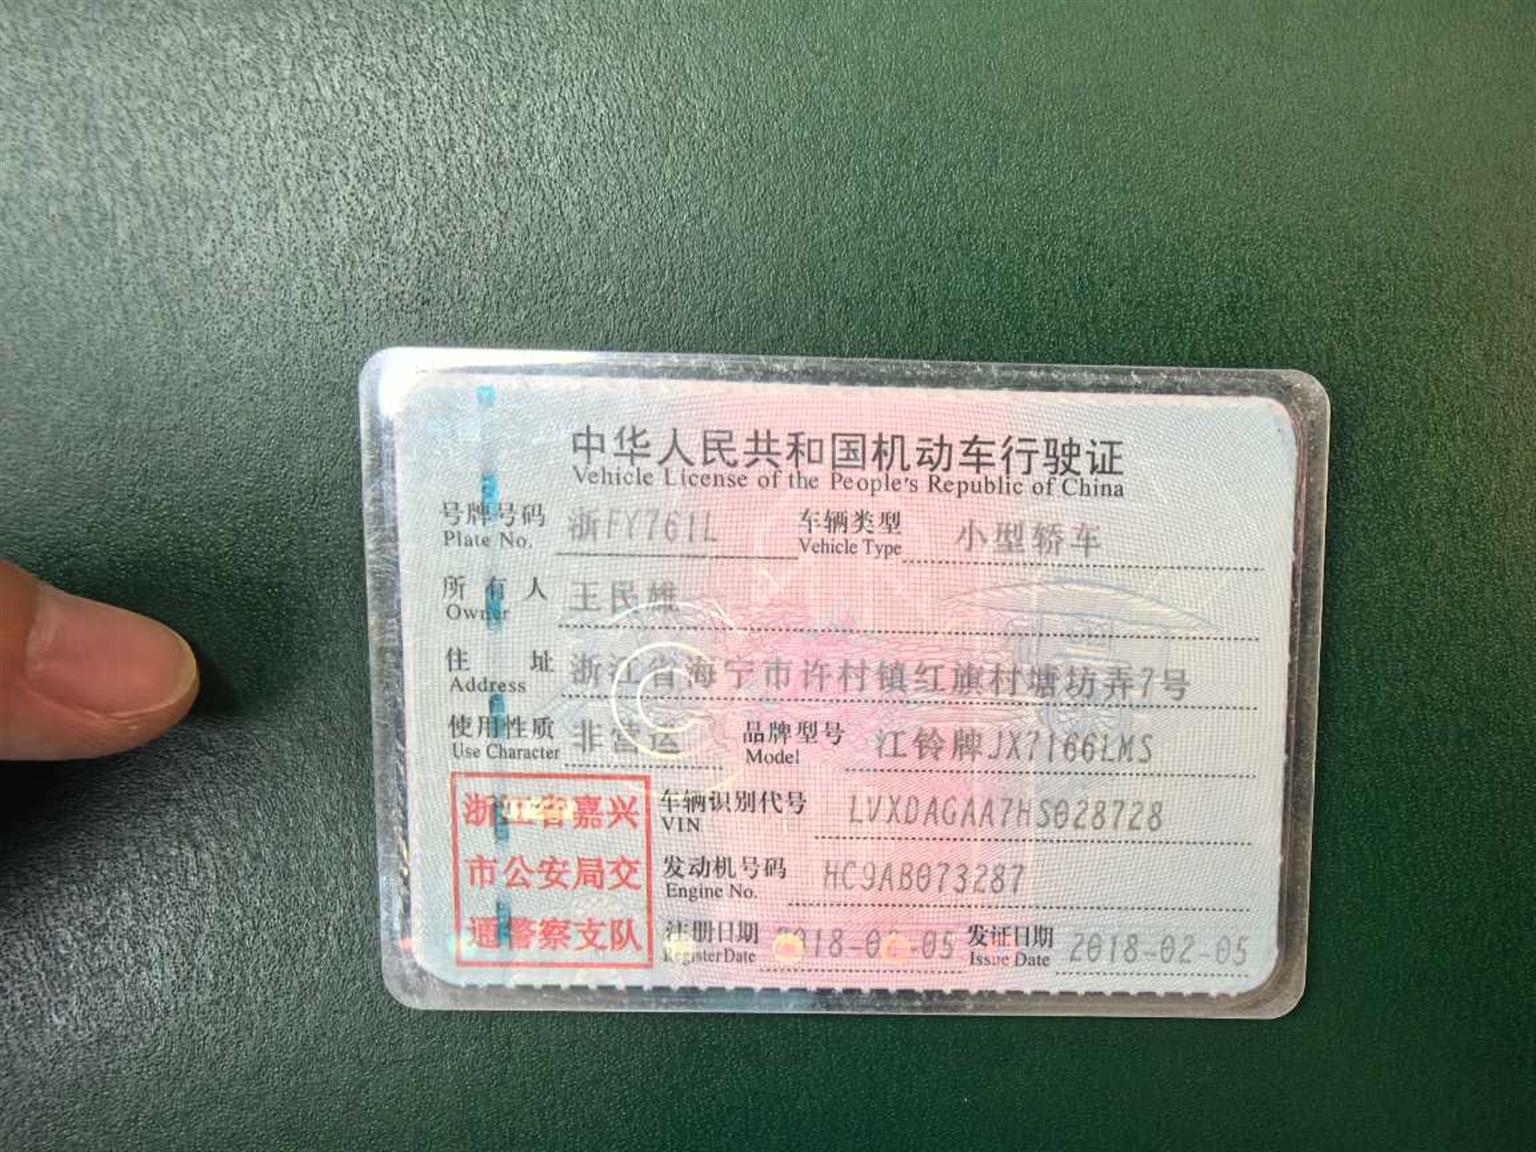 中华人民共和国机动车行驶证
Vehicle License of the People's Republic of China
号牌号码 浙FY761L 车辆类型 小型轿车
Plate No. Vehicle Type
所有人 王民雄
Owner
住址 浙江省海宁市许村镇红旗村塘坊弄7号
Address
使用性质 非营运 品牌型号 江铃牌JX7166LMS
Use Character Model
浙江省嘉兴
市公安局交
通警察支队
车辆识别代号 LVXDAGAA7HS028728
VIN
发动机号码 HC9AB073287
Engine No.
注册日期 2018-02-05 发证日期 2018-02-05
Register Date Issue Date